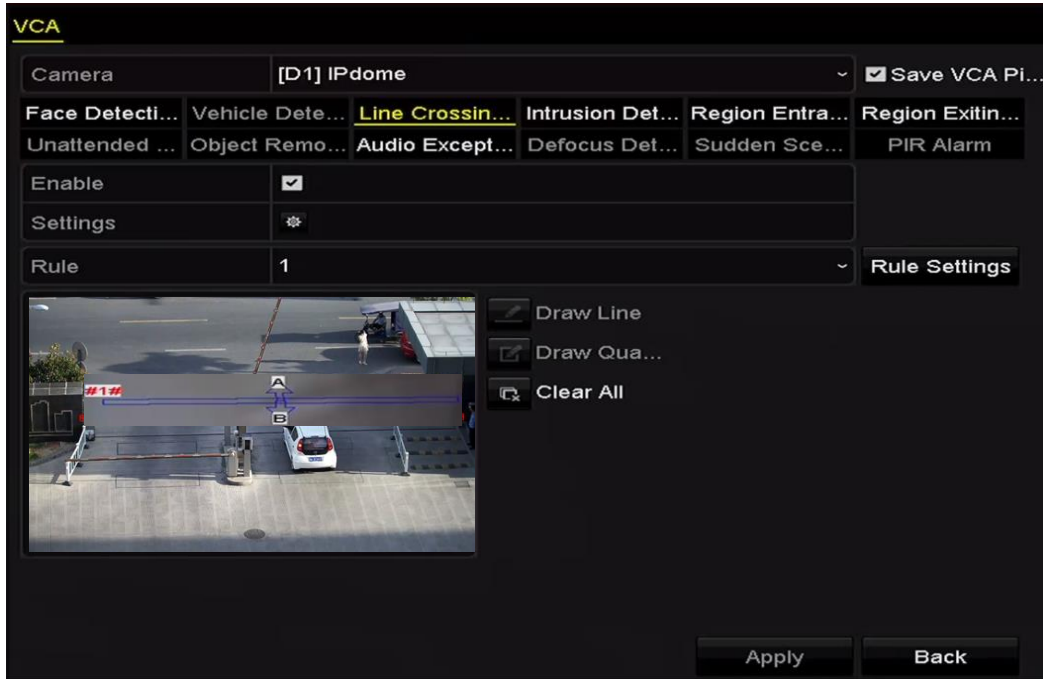 VCA
Camera [D1] IPdome Save VCA Pi...
Face Detecti... Vehicle Dete... Line Crossin... Intrusion Det... Region Entra... Region Exitin...
Unattended ... Object Remo... Audio Except... Defocus Det... Sudden Sce... PIR Alarm
Enable
Settings
Rule 1 Rule Settings
Draw Line
Draw Qua...
Clear All
#1#
A
B
Apply Back